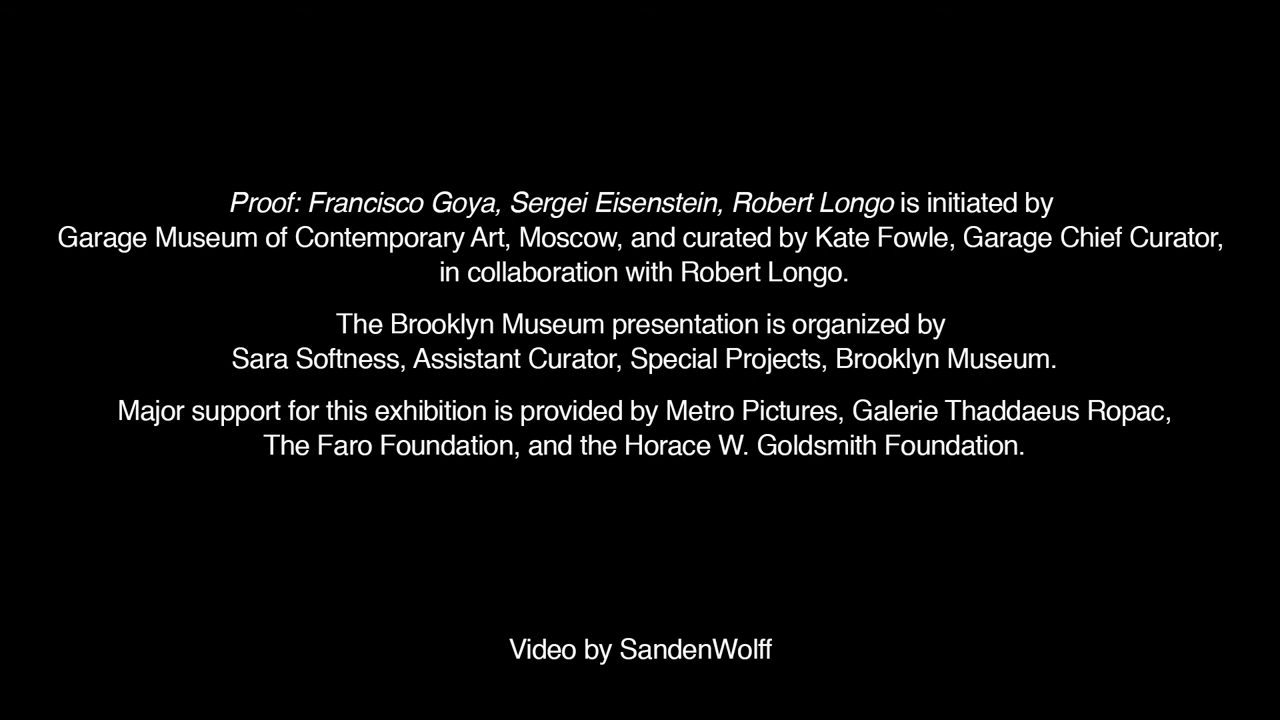 Proof: Francisco Goya, Sergei Eisenstein, Robert Longo is initiated by
Garage Museum of Contemporary Art, Moscow, and curated by Kate Fowle, Garage Chief Curator,
in collaboration with Robert Longo.
The Brooklyn Museum presentation is organized by
Sara Softness, Assistant Curator, Special Projects, Brooklyn Museum.
Major support for this exhibition is provided by Metro Pictures, Galerie Thaddaeus Ropac,
The Faro Foundation, and the Horace W. Goldsmith Foundation.
Video by SandenWolff